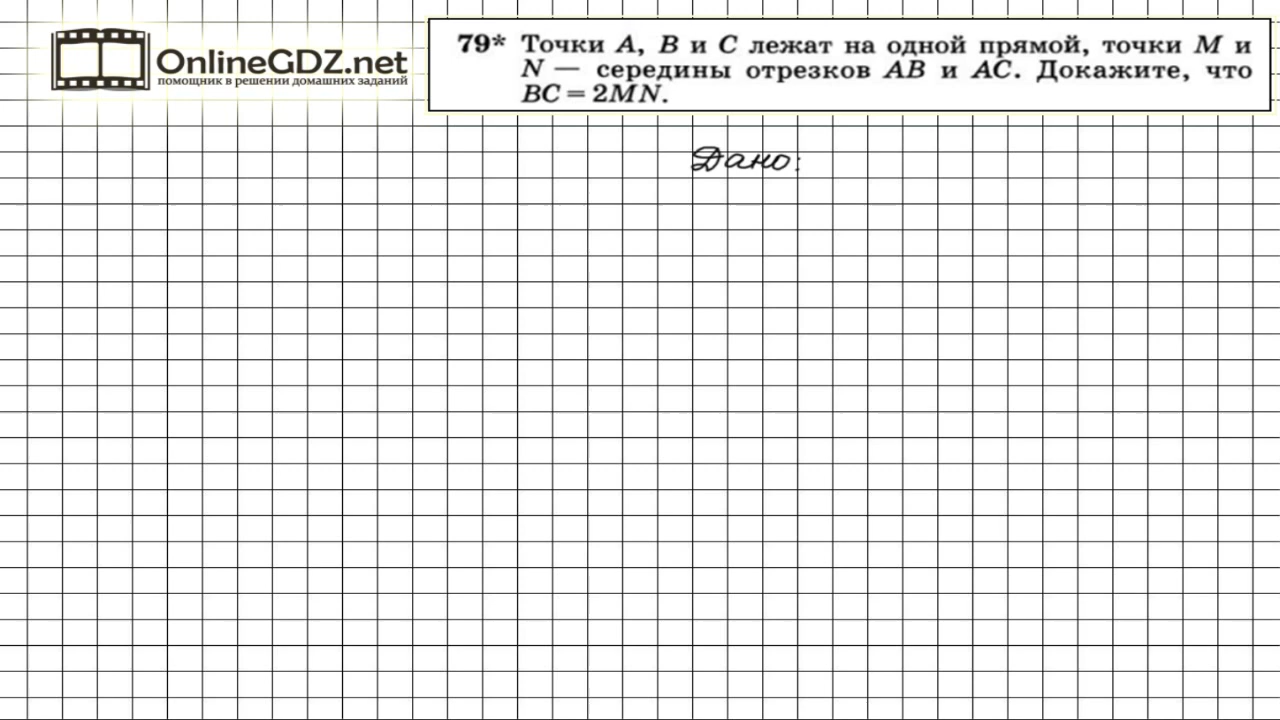 OnlineGDZ.net
помощник в решении домашних заданий
79* Точки A, B и C лежат на одной прямой, точки M и
N — середины отрезков AB и AC. Докажите, что
BC = 2MN.
Дано: